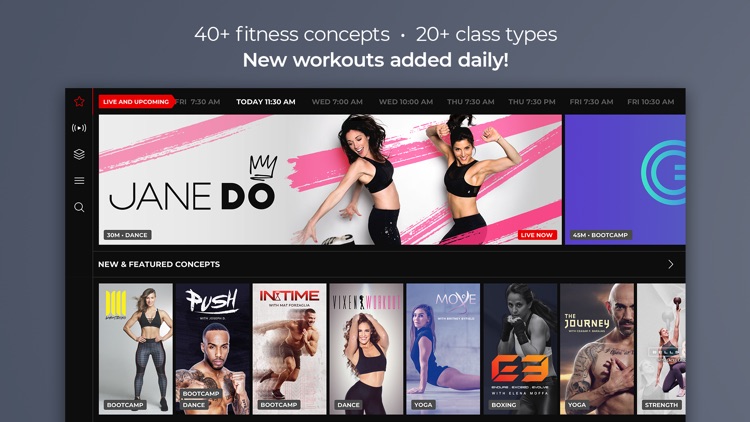 40+ fitness concepts • 20+ class types
New workouts added daily!
LIVE AND UPCOMING FRI 7:30 AM TODAY 11:30 AM WED 7:00 AM WED 10:00 AM THU 7:30 AM THU 7:30 PM FRI 7:30 AM FRI 10:30 AM
JANE DO
30M • DANCE LIVE NOW 45M • BOOTCAMP
NEW & FEATURED CONCEPTS
PUSH
INTIME
WITH MAT FORZAGLIA
VIXEN WORKOUT
MOVE
THE JOURNEY
E3
EVOLVE
WITH ELENA MOFFA
BOOTCAMP
BOOTCAMP
DANCE
BOOTCAMP
DANCE
YOGA
BOXING
YOGA
STRENGTH